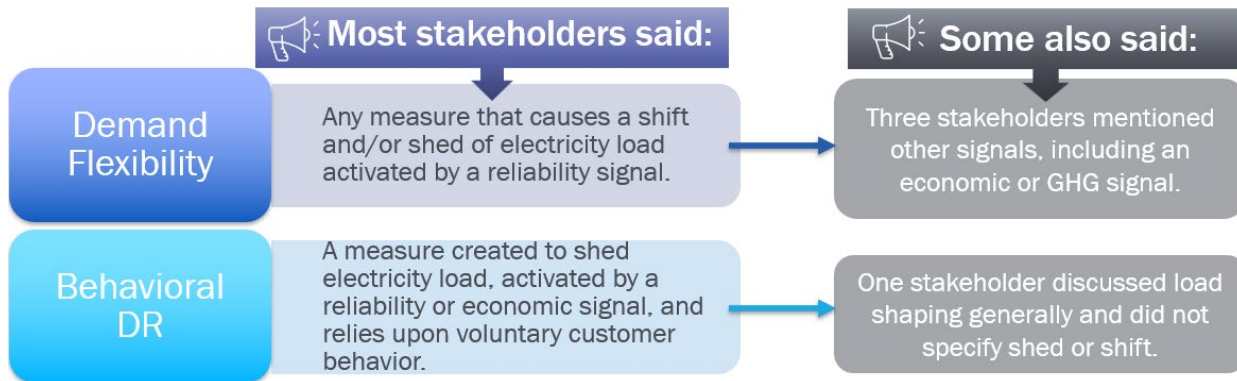 Most stakeholders said:
Some also said:
Demand
Flexibility
Any measure that causes a shift
and/or shed of electricity load
activated by a reliability signal.
Three stakeholders mentioned
other signals, including an
economic or GHG signal.
Behavioral
DR
A measure created to shed
electricity load, activated by a
reliability or economic signal, and
relies upon voluntary customer
behavior.
One stakeholder discussed load
shaping generally and did not
specify shed or shift.